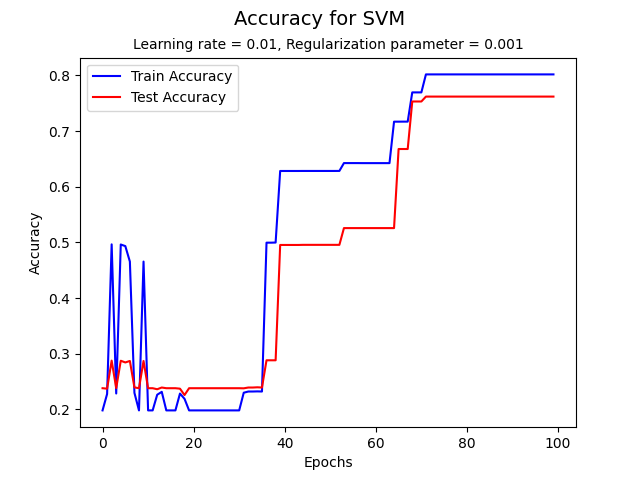 Accuracy for SVM
Learning rate = 0.01, Regularization parameter = 0.001
Train Accuracy
Test Accuracy
Accuracy
0.8
0.7
0.6
0.5
0.4
0.3
0.2
0 20 40 60 80 100
Epochs